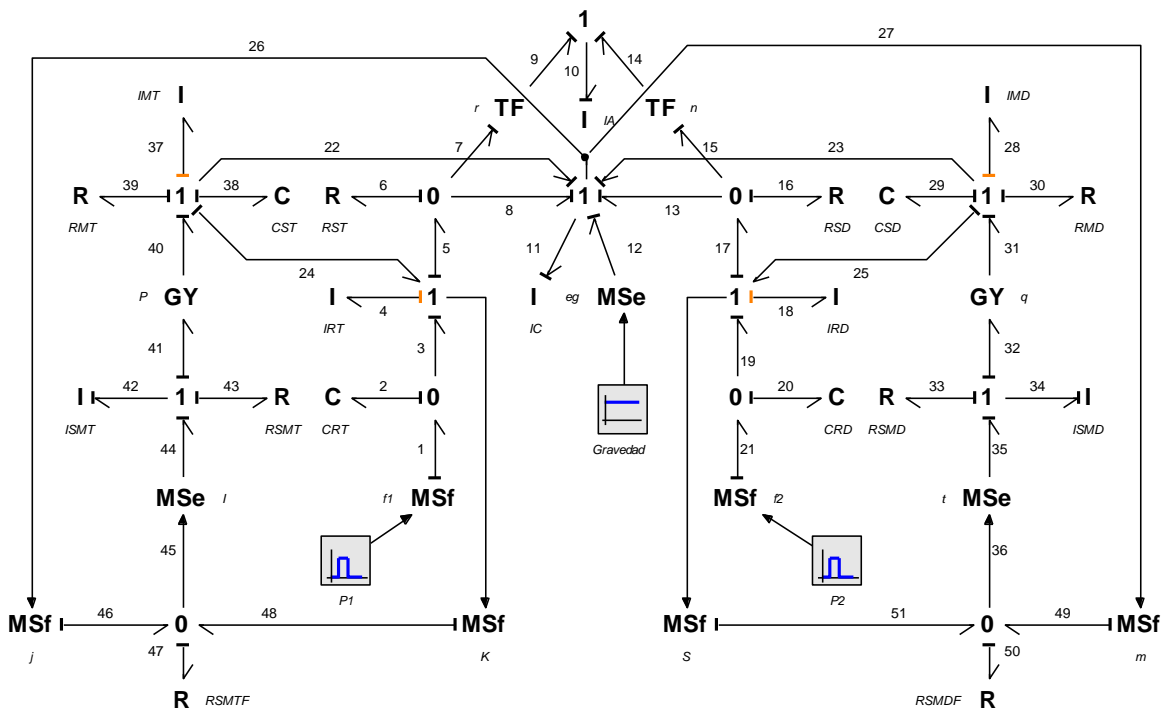 1
26
27
9
10
14
IMT
I
r
TF
I
IA
TF
n
I
IMD
37
22
7
15
23
28
R
39
1
38
C
R
6
0
8
1
13
0
16
R
C
29
1
30
R
RMT
CST
RST
RSD
CSD
RMD
40
5
11
12
17
31
24
25
P
GY
I
4
1
I
eg
MSe
1
18
I
GY
q
IRT
IC
IRD
41
3
19
32
I
42
1
43
R
C
2
0
0
20
C
R
33
1
34
I
ISMT
RSMT
CRT
Gravedad
CRD
RSMD
ISMD
44
1
21
35
MSe
l
f1
MSf
MSf
f2
t
MSe
45
36
P1
P2
MSf
46
0
48
MSf
MSf
51
0
49
MSf
j
47
K
S
50
m
R
RSMTF
RSMDF
R